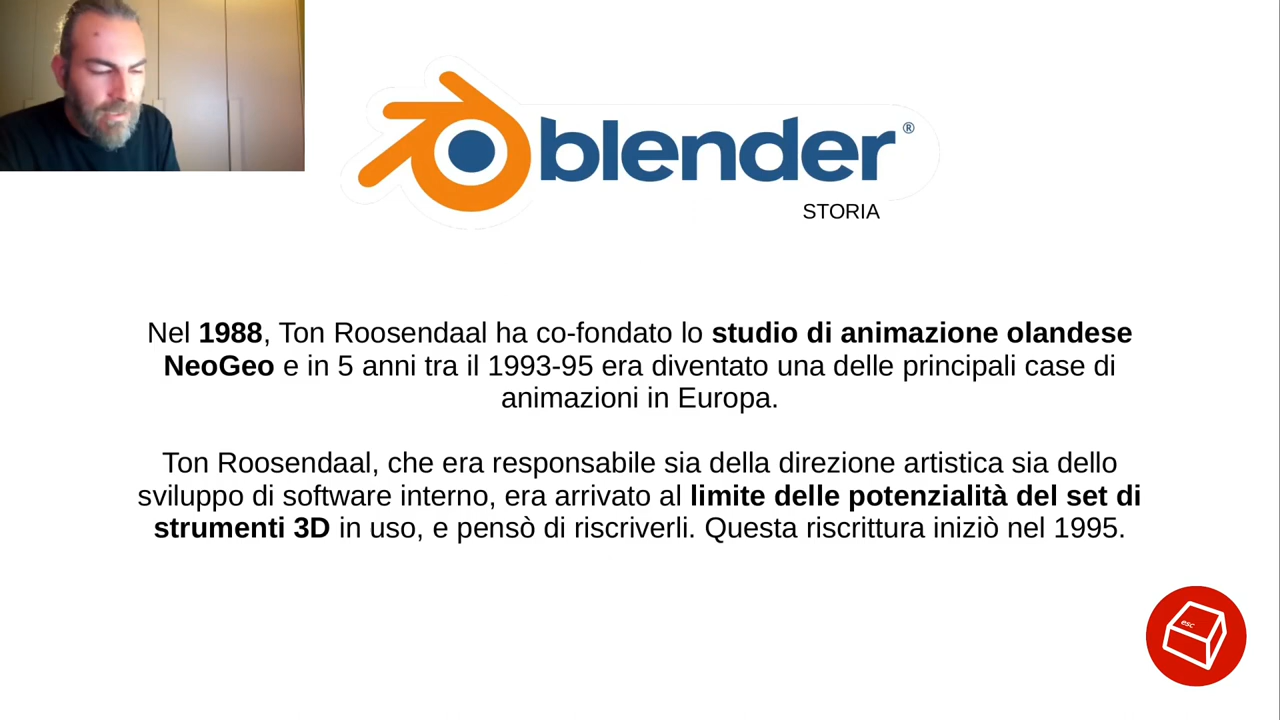 blender®
STORIA
Nel 1988, Ton Roosendaal ha co-fondato lo studio di animazione olandese
NeoGeo e in 5 anni tra il 1993-95 era diventato una delle principali case di
animazioni in Europa.
Ton Roosendaal, che era responsabile sia della direzione artistica sia dello
sviluppo di software interno, era arrivato al limite delle potenzialità del set di
strumenti 3D in uso, e pensò di riscriverli. Questa riscrittura iniziò nel 1995.
esc